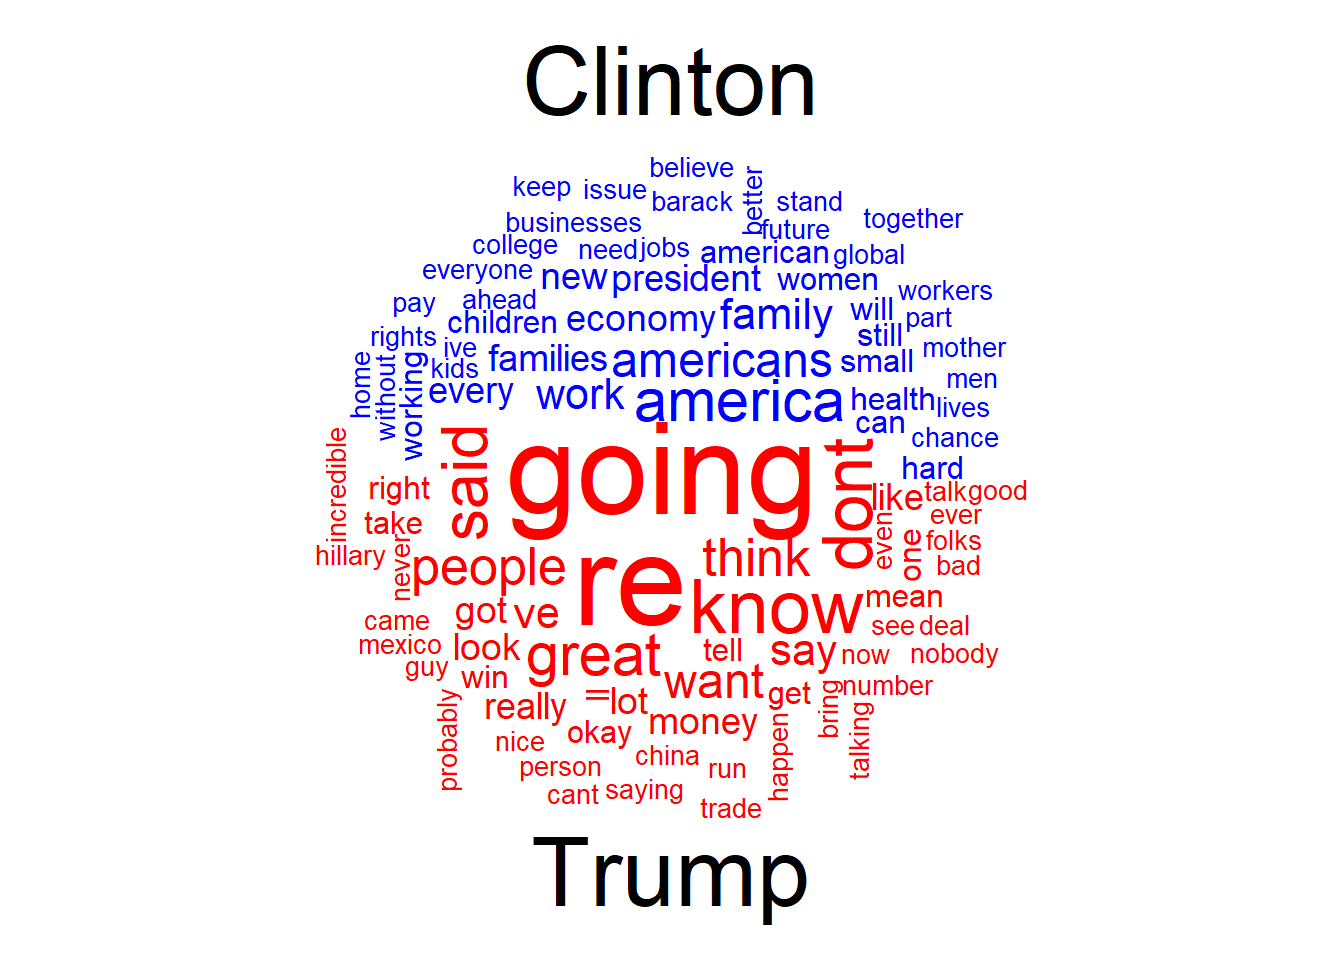 Clinton
believe
keep issue better
barack stand
businesses future together
college need jobs american global
everyone new president women
pay ahead workers
children economy family will part
rights ive still mother
home without working kids families americans small men
every work america health lives
can chance
incredible said going dont hard
right like talk good
take ever
hillary never people re think even one folks
bad
got ve know mean
came see deal
mexico look great tell say now nobody
guy win want get bring number
probably really ll lot money happen talking
nice okay china
person run
cant saying
trade
Trump